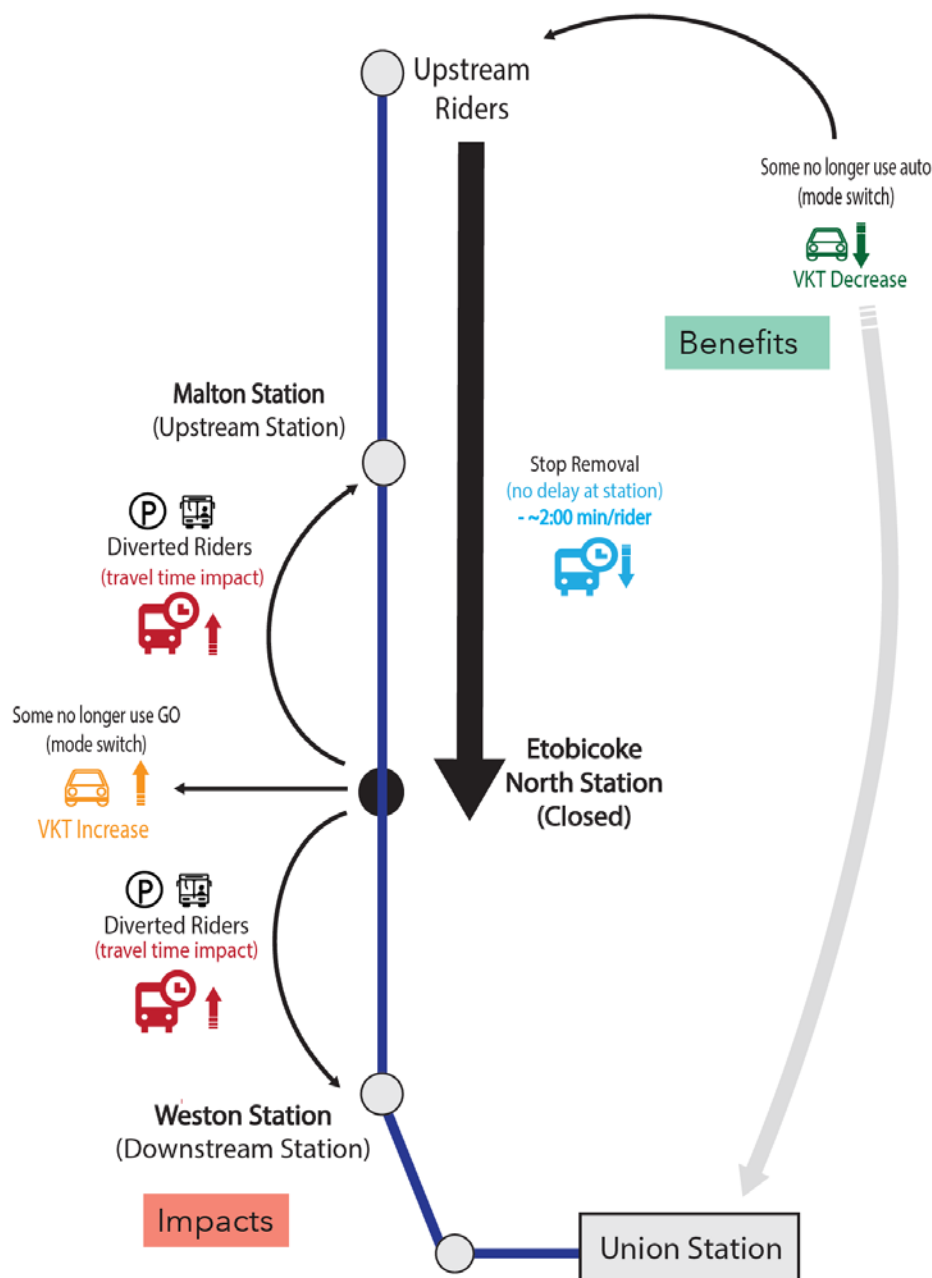 Upstream
Riders
Some no longer use auto
(mode switch)
VKT Decrease
Benefits
Malton Station
(Upstream Station)
Stop Removal
(no delay at station)
- ~2:00 min/rider
P
Diverted Riders
(travel time impact)
Some no longer use GO
(mode switch)
VKT Increase
Etobicoke
North Station
(Closed)
P
Diverted Riders
(travel time impact)
Weston Station
(Downstream Station)
Impacts
Union Station